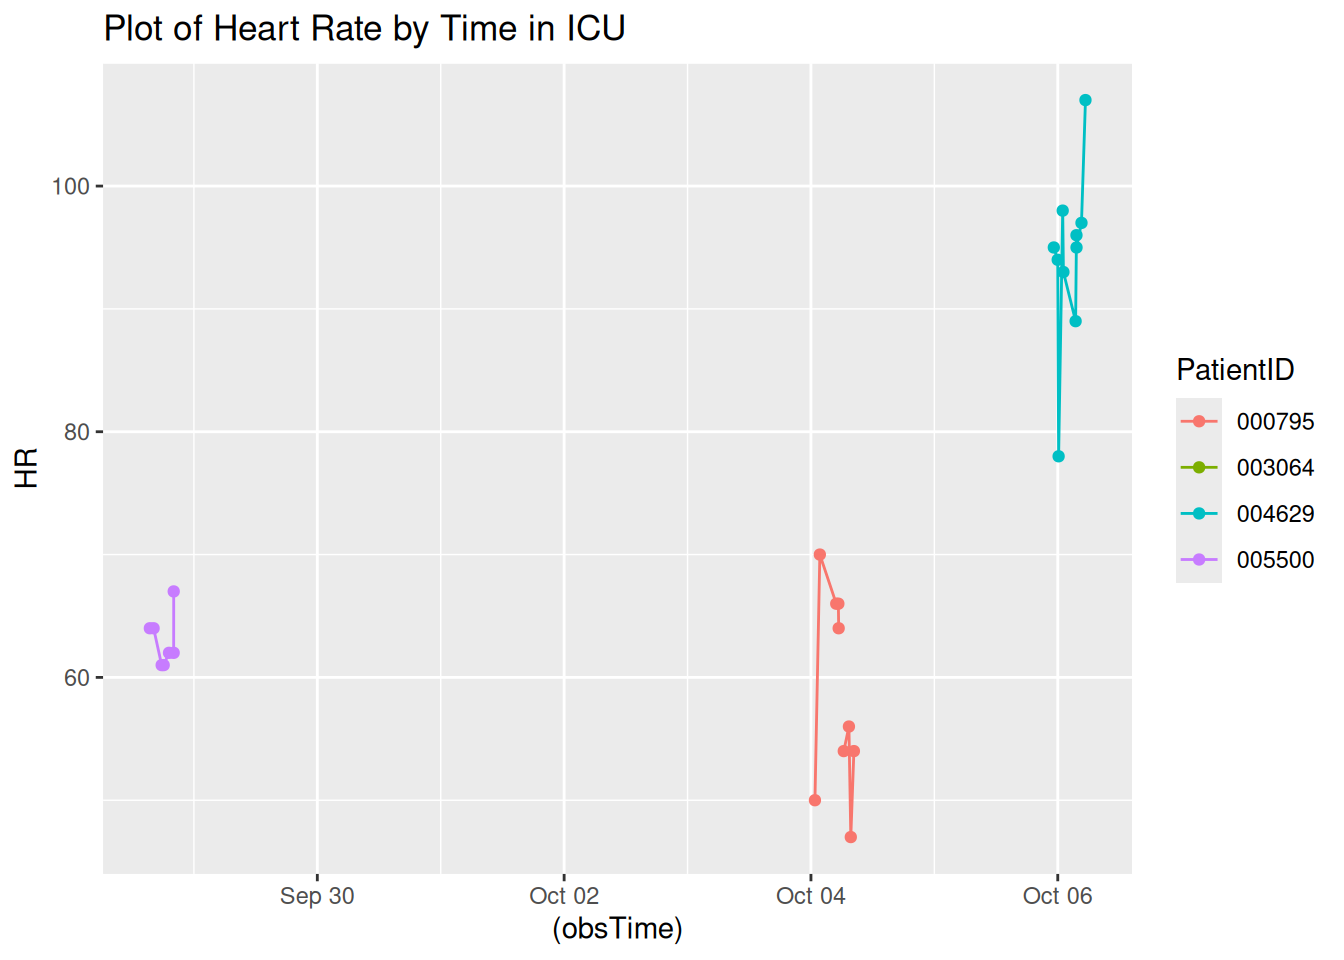 Plot of Heart Rate by Time in ICU
100
80
60
HR
Sep 30
Oct 02
Oct 04
Oct 06
(obsTime)
PatientID
000795
003064
004629
005500